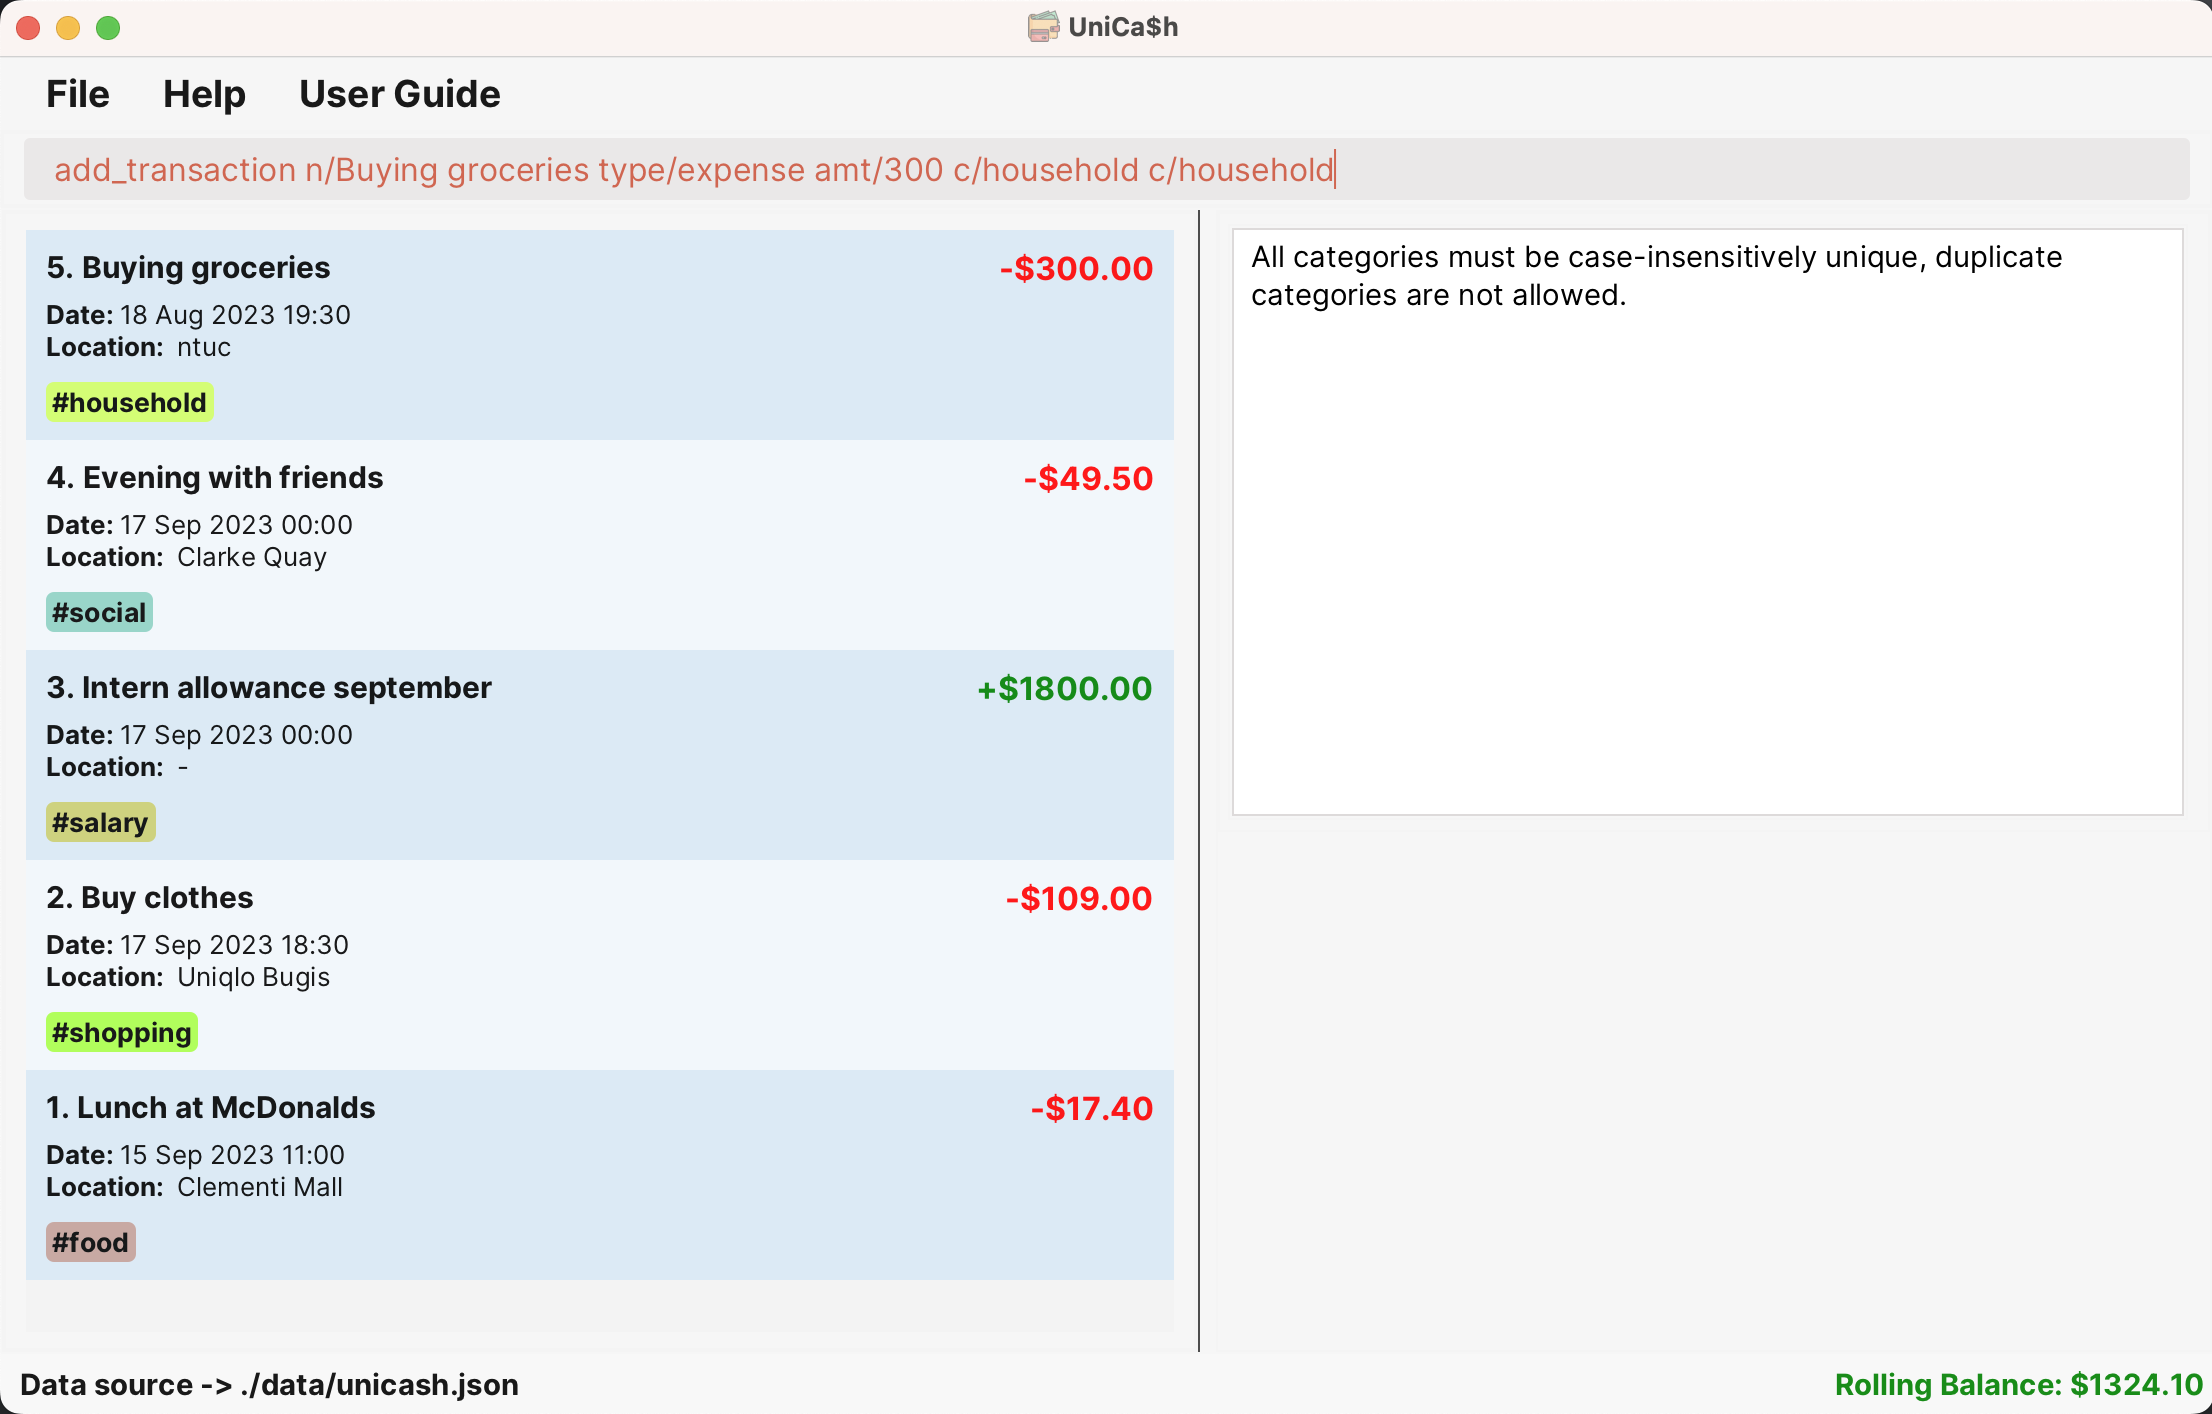 UniCa$h
File Help User Guide
add_transaction n/Buying groceries type/expense amt/300 c/household c/household
5. Buying groceries -$300.00
Date: 18 Aug 2023 19:30
Location: ntuc
#household
4. Evening with friends -$49.50
Date: 17 Sep 2023 00:00
Location: Clarke Quay
#social
3. Intern allowance september +$1800.00
Date: 17 Sep 2023 00:00
Location: -
#salary
2. Buy clothes -$109.00
Date: 17 Sep 2023 18:30
Location: Uniqlo Bugis
#shopping
1. Lunch at McDonalds -$17.40
Date: 15 Sep 2023 11:00
Location: Clementi Mall
#food
All categories must be case-insensitively unique, duplicate
categories are not allowed.
Data source -> ./data/unicash.json
Rolling Balance: $1324.10